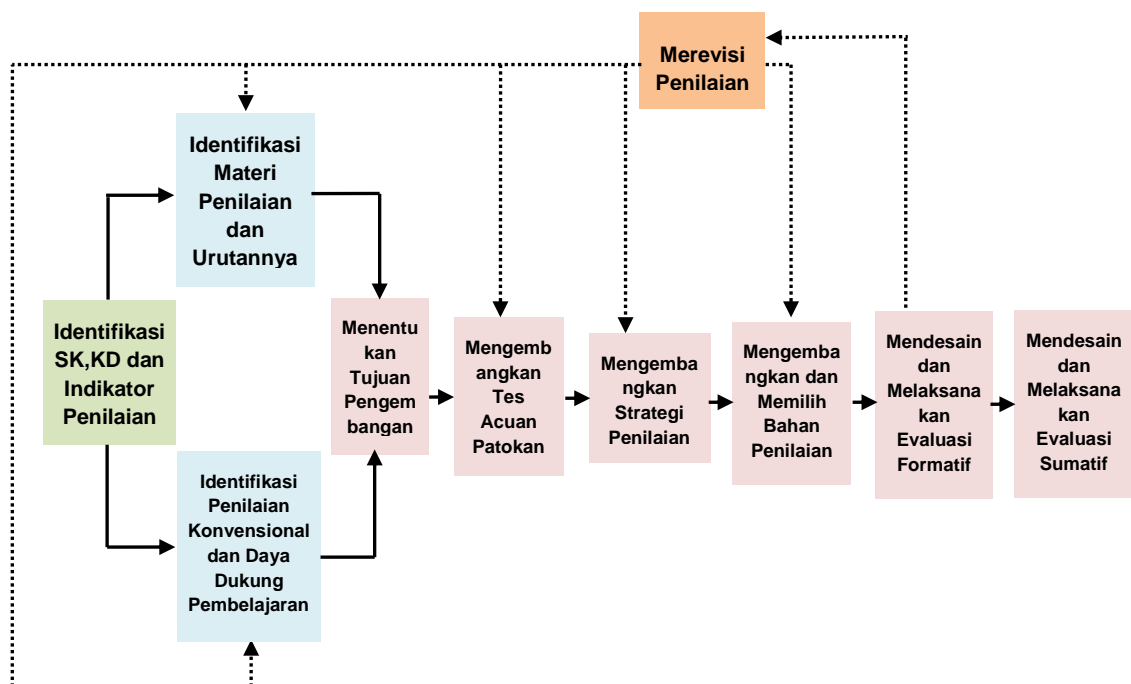 Merevisi
Penilaian
Identifikasi
Materi
Penilaian
dan
Urutannya
Identifikasi
SK,KD dan
Indikator
Penilaian
Identifikasi
Penilaian
Konvensional
dan Daya
Dukung
Pembelajaran
Menentu
kan
Tujuan
Pengem
bangan
Mengemb
angkan
Tes
Acuan
Patokan
Mengemba
ngkan
Strategi
Penilaian
Mengemba
ngkan dan
Memilih
Bahan
Penilaian
Mendesain
dan
Melaksana
kan
Evaluasi
Formatif
Mendesain
dan
Melaksana
kan
Evaluasi
Sumatif